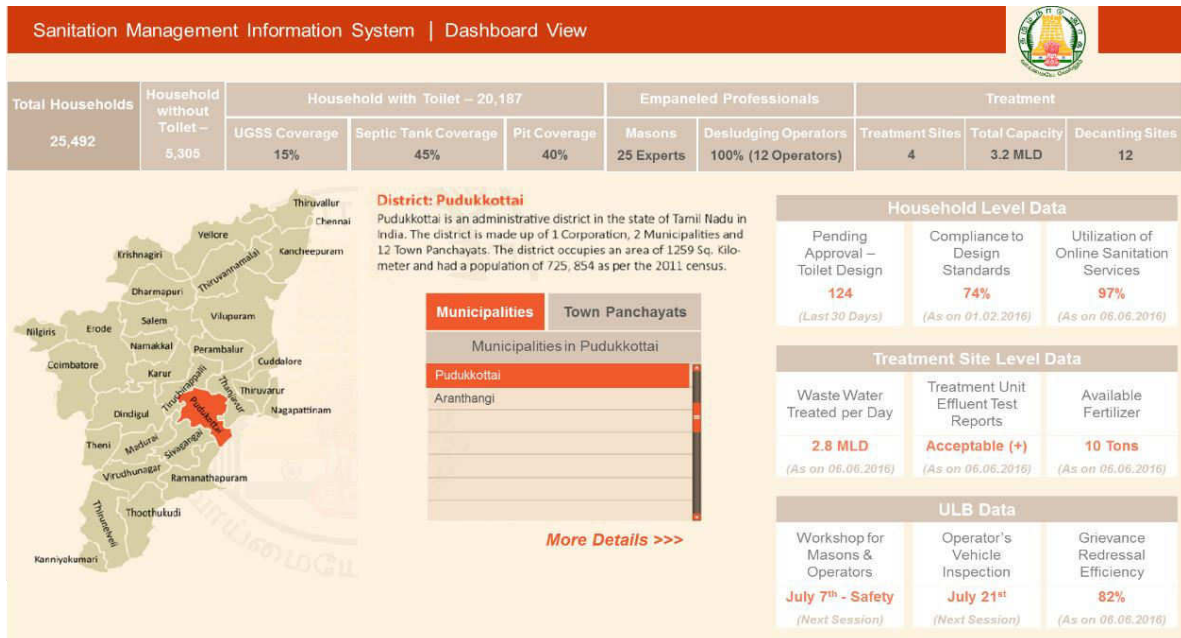 Sanitation Management Information System | Dashboard View
Total Households
25,492
Household
without
Toilet –
5,305
Household with Toilet – 20,187
UGSS Coverage
15%
Septic Tank Coverage
45%
Pit Coverage
40%
Empaneled Professionals
Masons
25 Experts
Desludging Operators
100% (12 Operators)
Treatment
Treatment Sites
4
Total Capacity
3.2 MLD
Decanting Sites
12
Thiruvallur
Chennai
Vellore
Kancheepuram
Krishnagiri
Thiruvannamalai
Dharmapuri
Vilupuram
Salem
Nilgiris
Erode
Namakkal
Perambalur
Cuddalore
Coimbatore
Karur
Tiruchirappalli
Thanjavur
Thiruvarur
Nagapattinam
Pudukottai
Dindigul
Theni
Madurai
Sivagangai
Virudhunagar
Ramanathapuram
Thoothukudi
Thirunelveli
Kanniyakumari
District: Pudukkottai
Pudukkottai is an administrative district in the state of Tamil Nadu in
India. The district is made up of 1 Corporation, 2 Municipalities and
12 Town Panchayats. The district occupies an area of 1259 Sq. Kilo-
meter and had a population of 725, 854 as per the 2011 census.
Municipalities
Town Panchayats
Municipalities in Pudukkottai
Pudukkottai
Aranthangi
More Details >>>
Household Level Data
Pending
Approval –
Toilet Design
124
(Last 30 Days)
Compliance to
Design
Standards
74%
(As on 01.02.2016)
Utilization of
Online Sanitation
Services
97%
(As on 06.06.2016)
Treatment Site Level Data
Waste Water
Treated per Day
2.8 MLD
(As on 06.06.2016)
Treatment Unit
Effluent Test
Reports
Acceptable (+)
(As on 06.06.2016)
Available
Fertilizer
10 Tons
(As on 06.06.2016)
ULB Data
Workshop for
Masons &
Operators
July 7th - Safety
(Next Session)
Operator's
Vehicle
Inspection
July 21st
(Next Session)
Grievance
Redressal
Efficiency
82%
(As on 06.06.2016)